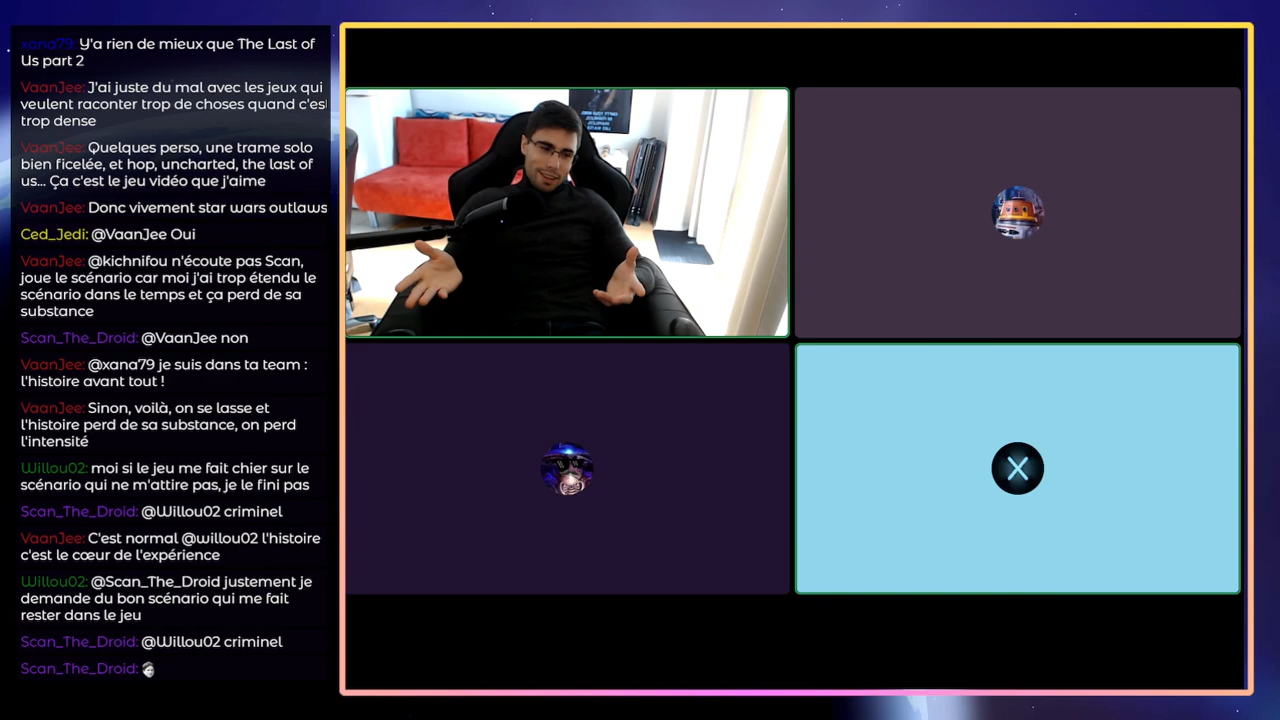 xana79: Y'a rien de mieux que The Last of
Us part 2
VaanJee: J'ai juste du mal avec les jeux qui
veulent raconter trop de choses quand c'est
trop dense
VaanJee: Quelques perso, une trame solo
bien ficelée, et hop, uncharted, the last of
us... Ça c'est le jeu vidéo que j'aime
VaanJee: Donc vivement star wars outlaws
Ced_Jedi: @VaanJee Oui
VaanJee: @kichnifou n'écoute pas Scan,
joue le scénario car moi j'ai trop étendu le
scénario dans le temps et ça perd de sa
substance
Scan_The_Droid: @VaanJee non
VaanJee: @xana79 je suis dans ta team :
l'histoire avant tout !
VaanJee: Sinon, voilà, on se lasse et
l'histoire perd de sa substance, on perd
l'intensité
Willou02: moi si le jeu me fait chier sur le
scénario qui ne m'attire pas, je le fini pas
Scan_The_Droid: @Willou02 criminel
VaanJee: C'est normal @willou02 l'histoire
c'est le cœur de l'expérience
Willou02: @Scan_The_Droid justement je
demande du bon scénario qui me fait
rester dans le jeu
Scan_The_Droid: @Willou02 criminel
Scan_The_Droid:
X